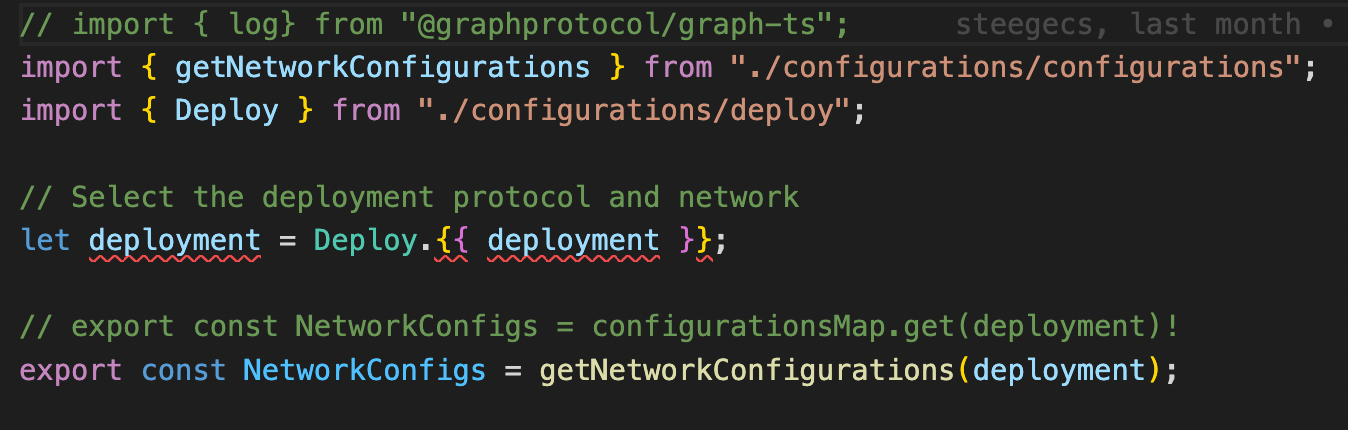 // import { log} from "@graphprotocol/graph-ts"; steegecs, last month •
import { getNetworkConfigurations } from "./configurations/configurations";
import { Deploy } from "./configurations/deploy";
// Select the deployment protocol and network
let deployment = Deploy.{{ deployment }};
// export const NetworkConfigs = configurationsMap.get(deployment)!
export const NetworkConfigs = getNetworkConfigurations(deployment);